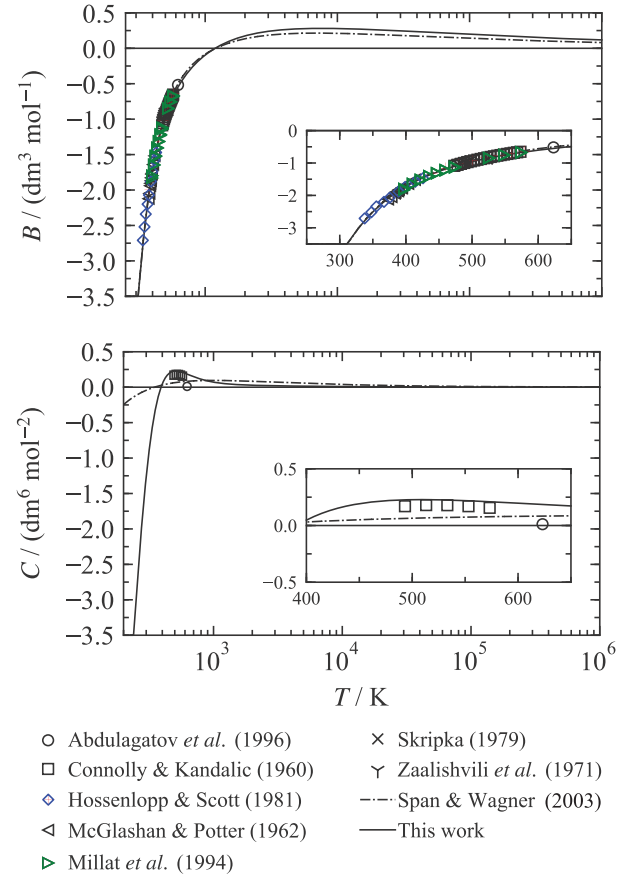 0.5
0.0
−0.5
−1.0
−1.5
−2.0
−2.5
−3.0
−3.5
B / (dm³ mol⁻¹)
0
−1
−2
−3
300 400 500 600
0.5
0.0
−0.5
−1.0
−1.5
−2.0
−2.5
−3.0
−3.5
C / (dm⁶ mol⁻²)
0.5
0.0
−0.5
400 500 600
10³ 10⁴ 10⁵ 10⁶
T / K
Abdulagatov et al. (1996)
Connolly & Kandalic (1960)
Hossenlopp & Scott (1981)
McGlashan & Potter (1962)
Millat et al. (1994)
Skripka (1979)
Zaalishvili et al. (1971)
Span & Wagner (2003)
This work